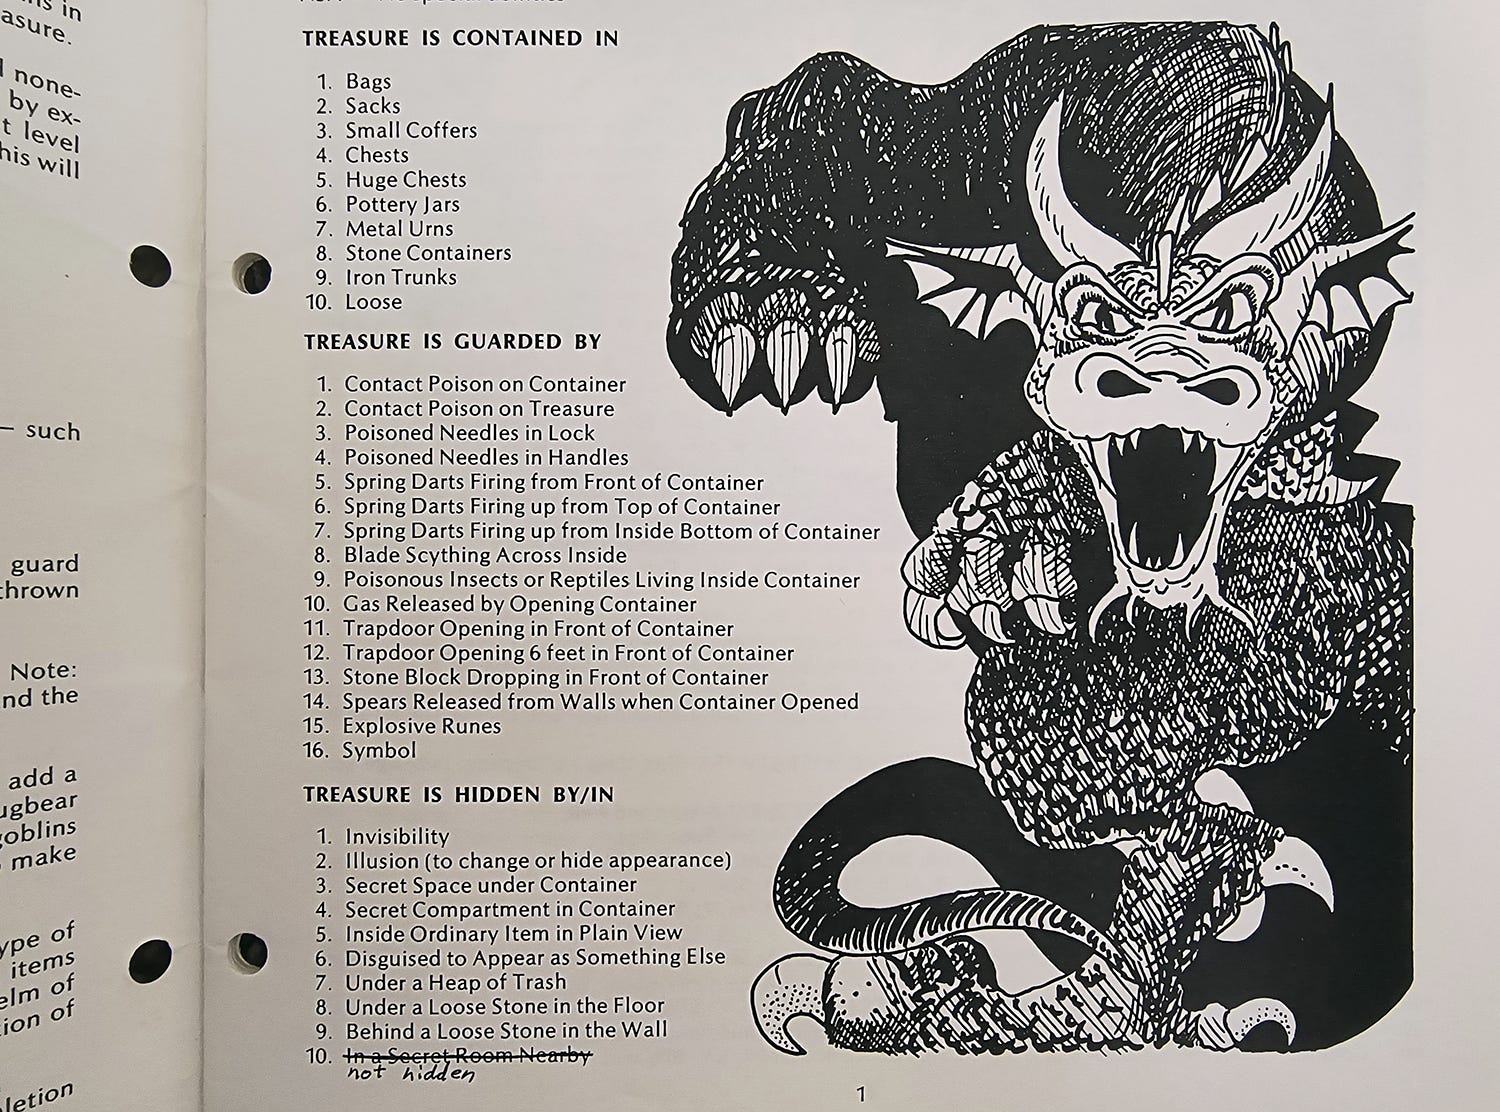 ns in
asure.
none-
by ex-
t level
his will
— such
guard
thrown
Note:
nd the
add a
ugbear
goblins
make
ype of
items
elm of
ion of
letion
TREASURE IS CONTAINED IN
1. Bags
2. Sacks
3. Small Coffers
4. Chests
5. Huge Chests
6. Pottery Jars
7. Metal Urns
8. Stone Containers
9. Iron Trunks
10. Loose
TREASURE IS GUARDED BY
1. Contact Poison on Container
2. Contact Poison on Treasure
3. Poisoned Needles in Lock
4. Poisoned Needles in Handles
5. Spring Darts Firing from Front of Container
6. Spring Darts Firing up from Top of Container
7. Spring Darts Firing up from Inside Bottom of Container
8. Blade Scything Across Inside
9. Poisonous Insects or Reptiles Living Inside Container
10. Gas Released by Opening Container
11. Trapdoor Opening in Front of Container
12. Trapdoor Opening 6 feet in Front of Container
13. Stone Block Dropping in Front of Container
14. Spears Released from Walls when Container Opened
15. Explosive Runes
16. Symbol
TREASURE IS HIDDEN BY/IN
1. Invisibility
2. Illusion (to change or hide appearance)
3. Secret Space under Container
4. Secret Compartment in Container
5. Inside Ordinary Item in Plain View
6. Disguised to Appear as Something Else
7. Under a Heap of Trash
8. Under a Loose Stone in the Floor
9. Behind a Loose Stone in the Wall
10. In a Secret Room Nearby
not hidden
1